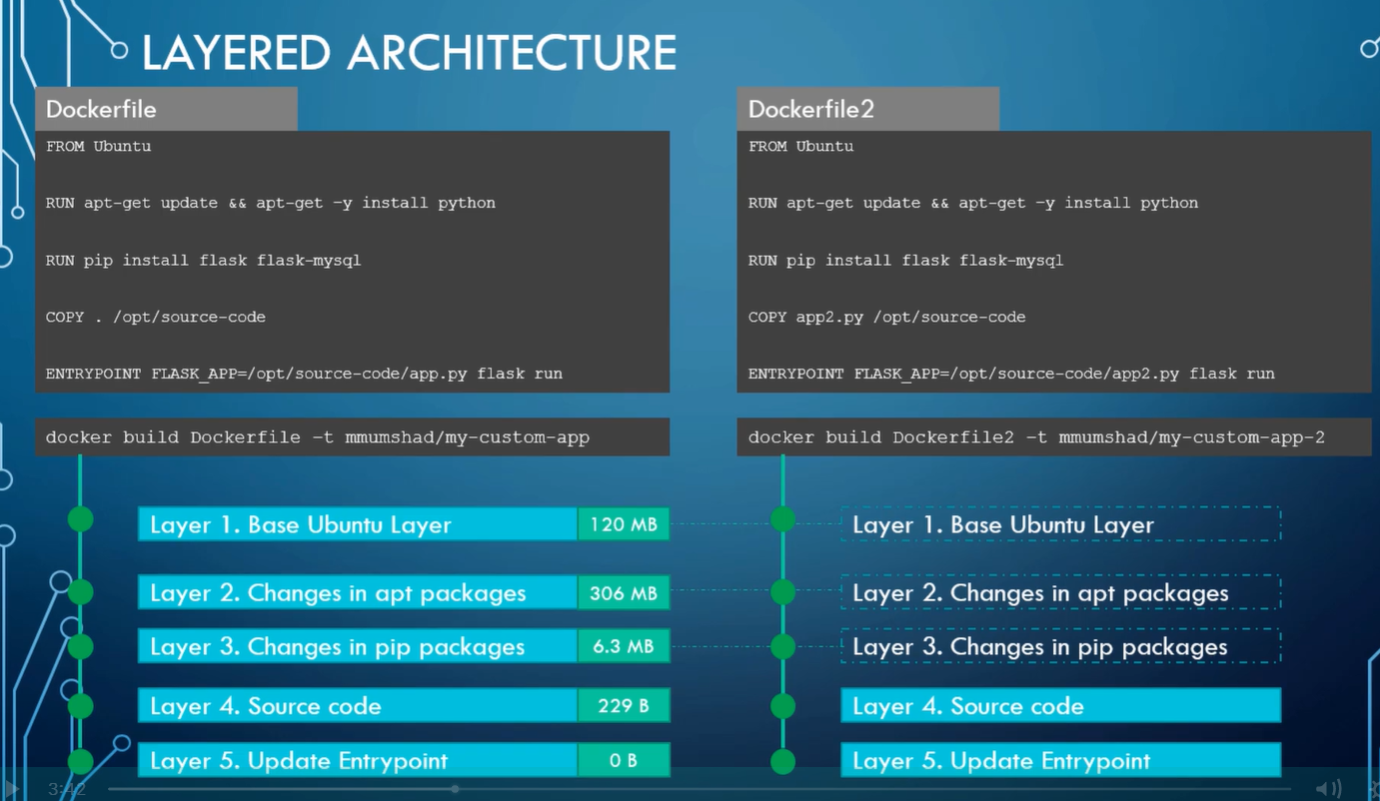 LAYERED ARCHITECTURE
Dockerfile
FROM Ubuntu
RUN apt-get update && apt-get -y install python
RUN pip install flask flask-mysql
COPY . /opt/source-code
ENTRYPOINT FLASK_APP=/opt/source-code/app.py flask run
docker build Dockerfile -t mmumshad/my-custom-app
Layer 1. Base Ubuntu Layer 120 MB
Layer 2. Changes in apt packages 306 MB
Layer 3. Changes in pip packages 6.3 MB
Layer 4. Source code 229 B
Layer 5. Update Entrypoint 0 B
Dockerfile2
FROM Ubuntu
RUN apt-get update && apt-get -y install python
RUN pip install flask flask-mysql
COPY app2.py /opt/source-code
ENTRYPOINT FLASK_APP=/opt/source-code/app2.py flask run
docker build Dockerfile2 -t mmumshad/my-custom-app-2
Layer 1. Base Ubuntu Layer
Layer 2. Changes in apt packages
Layer 3. Changes in pip packages
Layer 4. Source code
Layer 5. Update Entrypoint
3:42